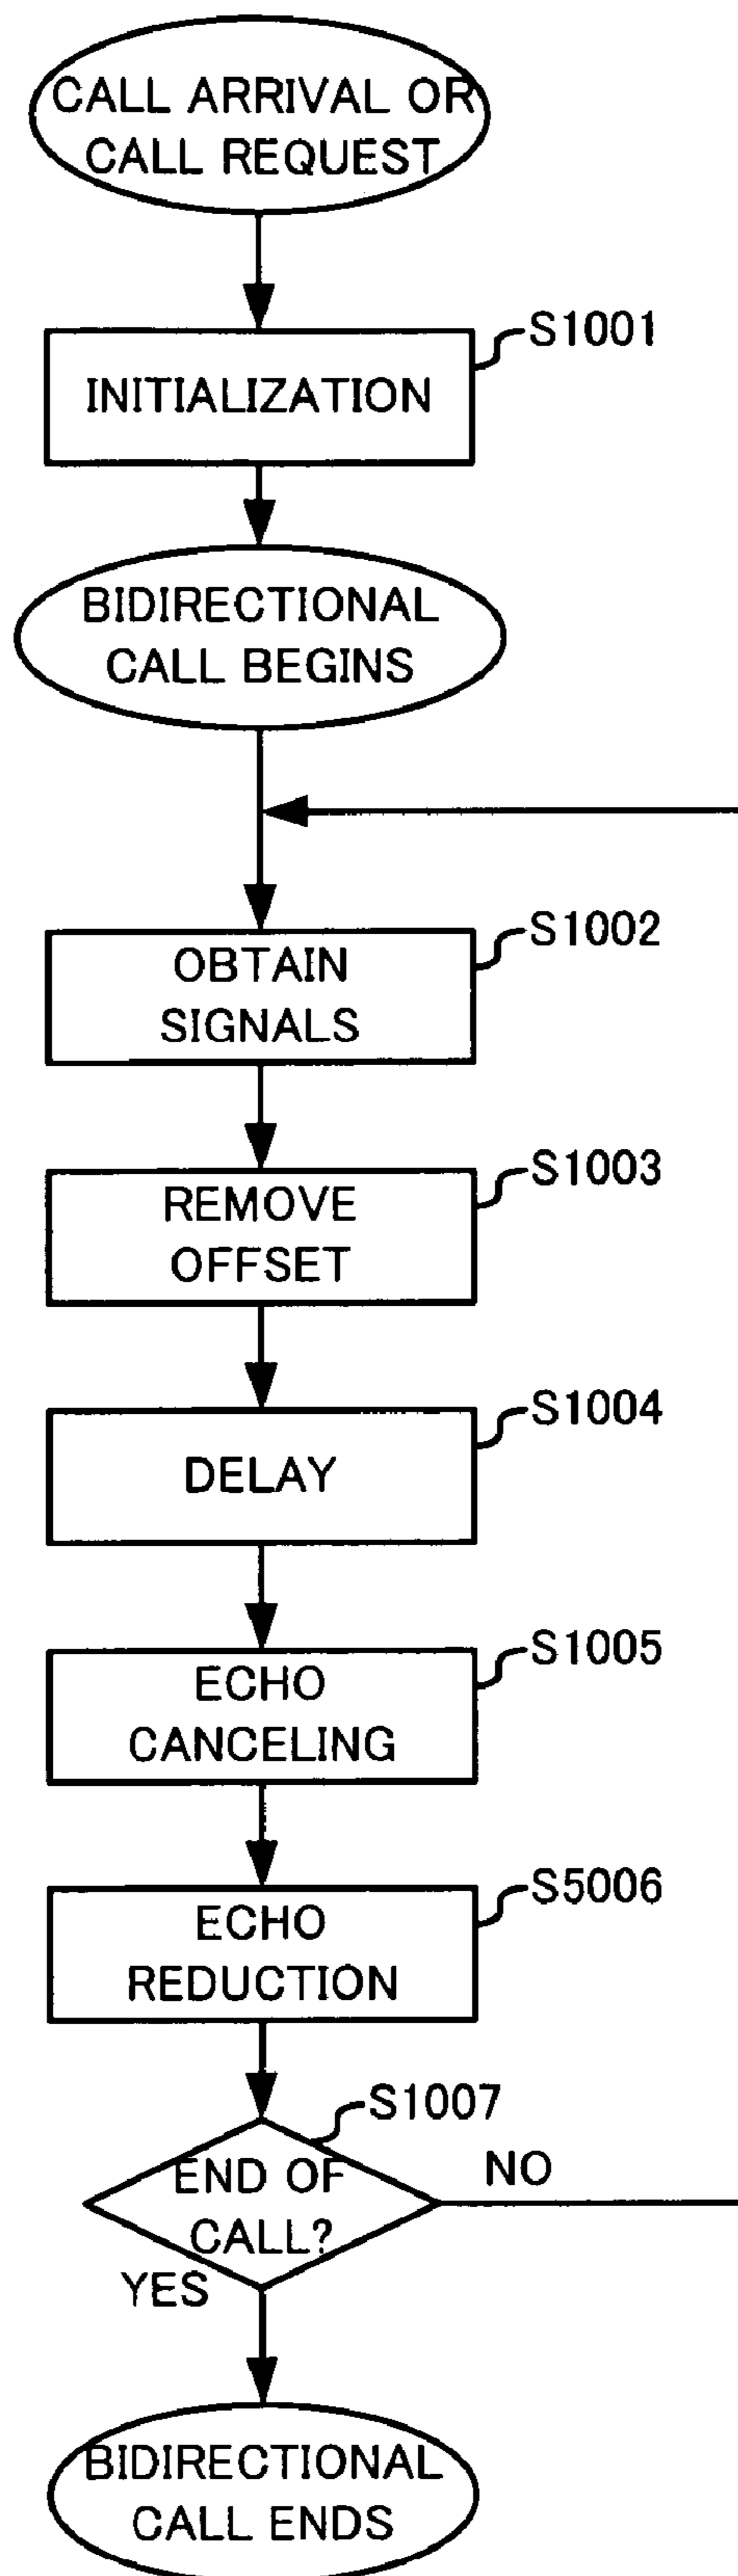 CALL ARRIVAL OR
CALL REQUEST
S1001
INITIALIZATION
BIDIRECTIONAL
CALL BEGINS
S1002
OBTAIN
SIGNALS
S1003
REMOVE
OFFSET
S1004
DELAY
S1005
ECHO
CANCELING
S5006
ECHO
REDUCTION
S1007
END OF
CALL?
NO
YES
BIDIRECTIONAL
CALL ENDS